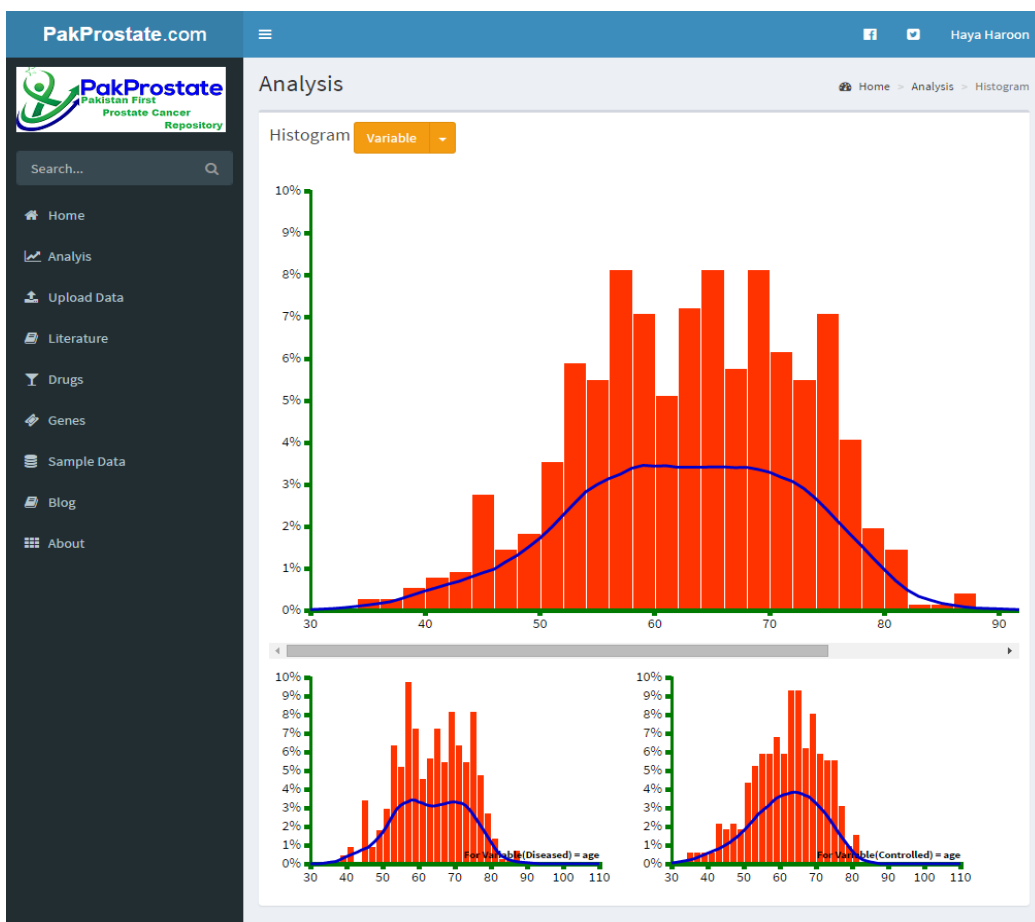 PakProstate.com
Haya Haroon
PakProstate
Pakistan First
Prostate Cancer
Repository
Search...
Home
Analyis
Upload Data
Literature
Drugs
Genes
Sample Data
Blog
About
Analysis
Home > Analysis > Histogram
Histogram Variable
10%
9%
8%
7%
6%
5%
4%
3%
2%
1%
0%
30 40 50 60 70 80 90
10%
9%
8%
7%
6%
5%
4%
3%
2%
1%
0%
For Variable(Diseased) = age
30 40 50 60 70 80 90 100 110
10%
9%
8%
7%
6%
5%
4%
3%
2%
1%
0%
For Variable(Controlled) = age
30 40 50 60 70 80 90 100 110